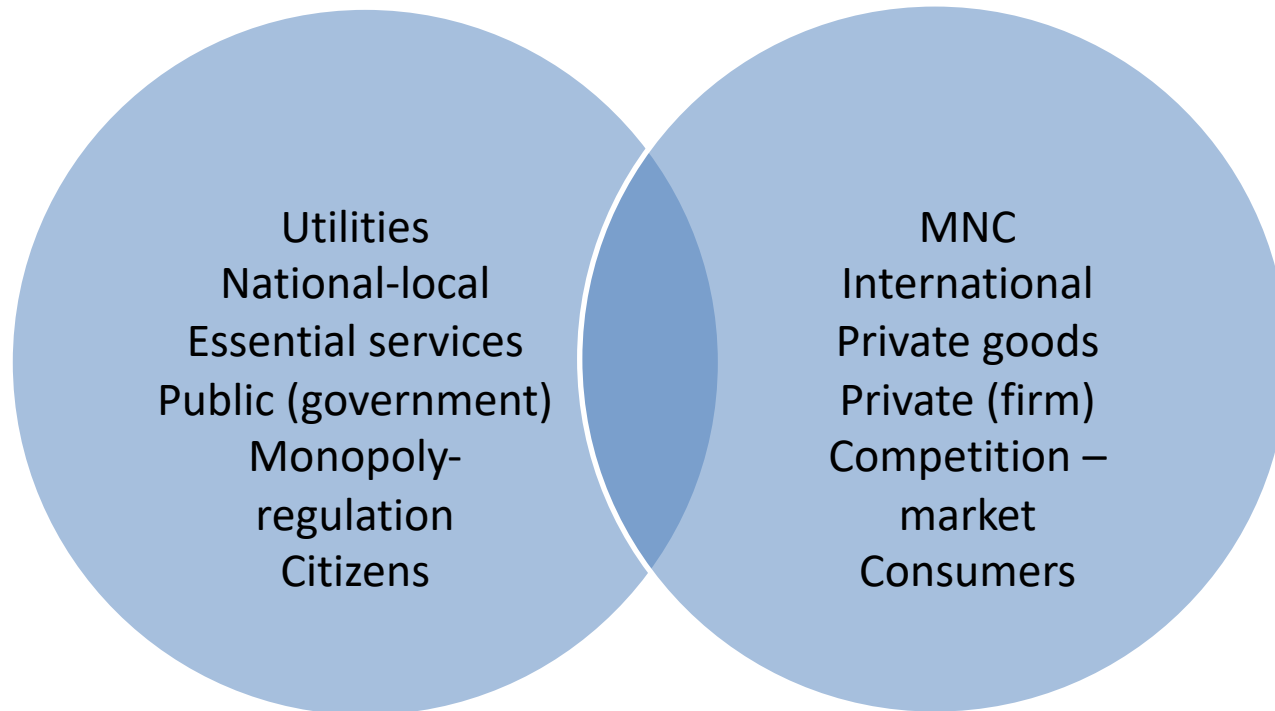 Utilities
National-local
Essential services
Public (government)
Monopoly-
regulation
Citizens
MNC
International
Private goods
Private (firm)
Competition –
market
Consumers